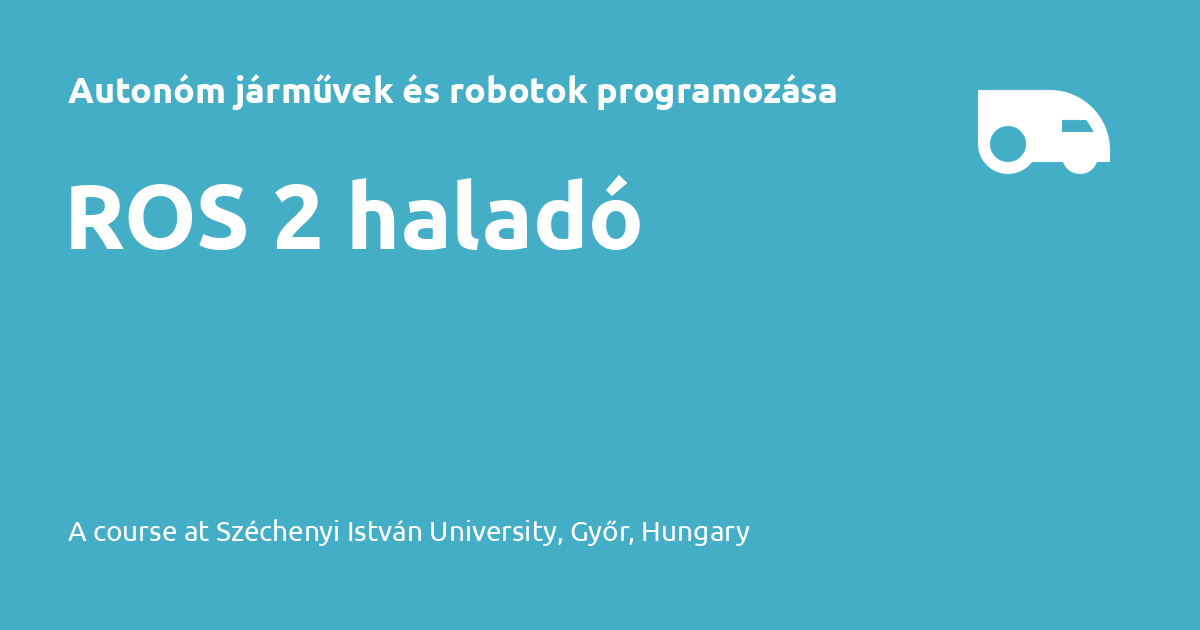 Autonóm járművek és robotok programozása
ROS 2 haladó
A course at Széchenyi István University, Győr, Hungary